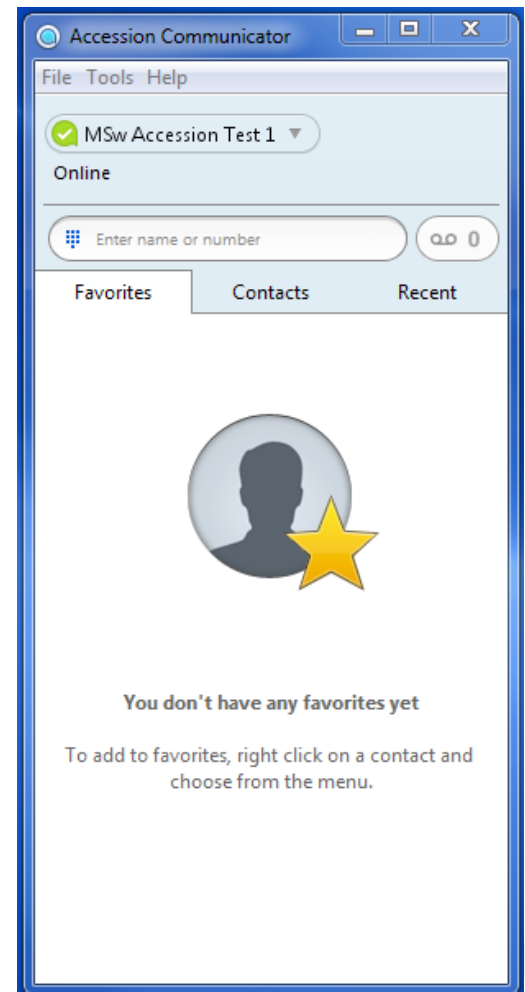 Accession Communicator
File Tools Help
MSw Accession Test 1
Online
Enter name or number
0
Favorites Contacts Recent
You don't have any favorites yet
To add to favorites, right click on a contact and
choose from the menu.